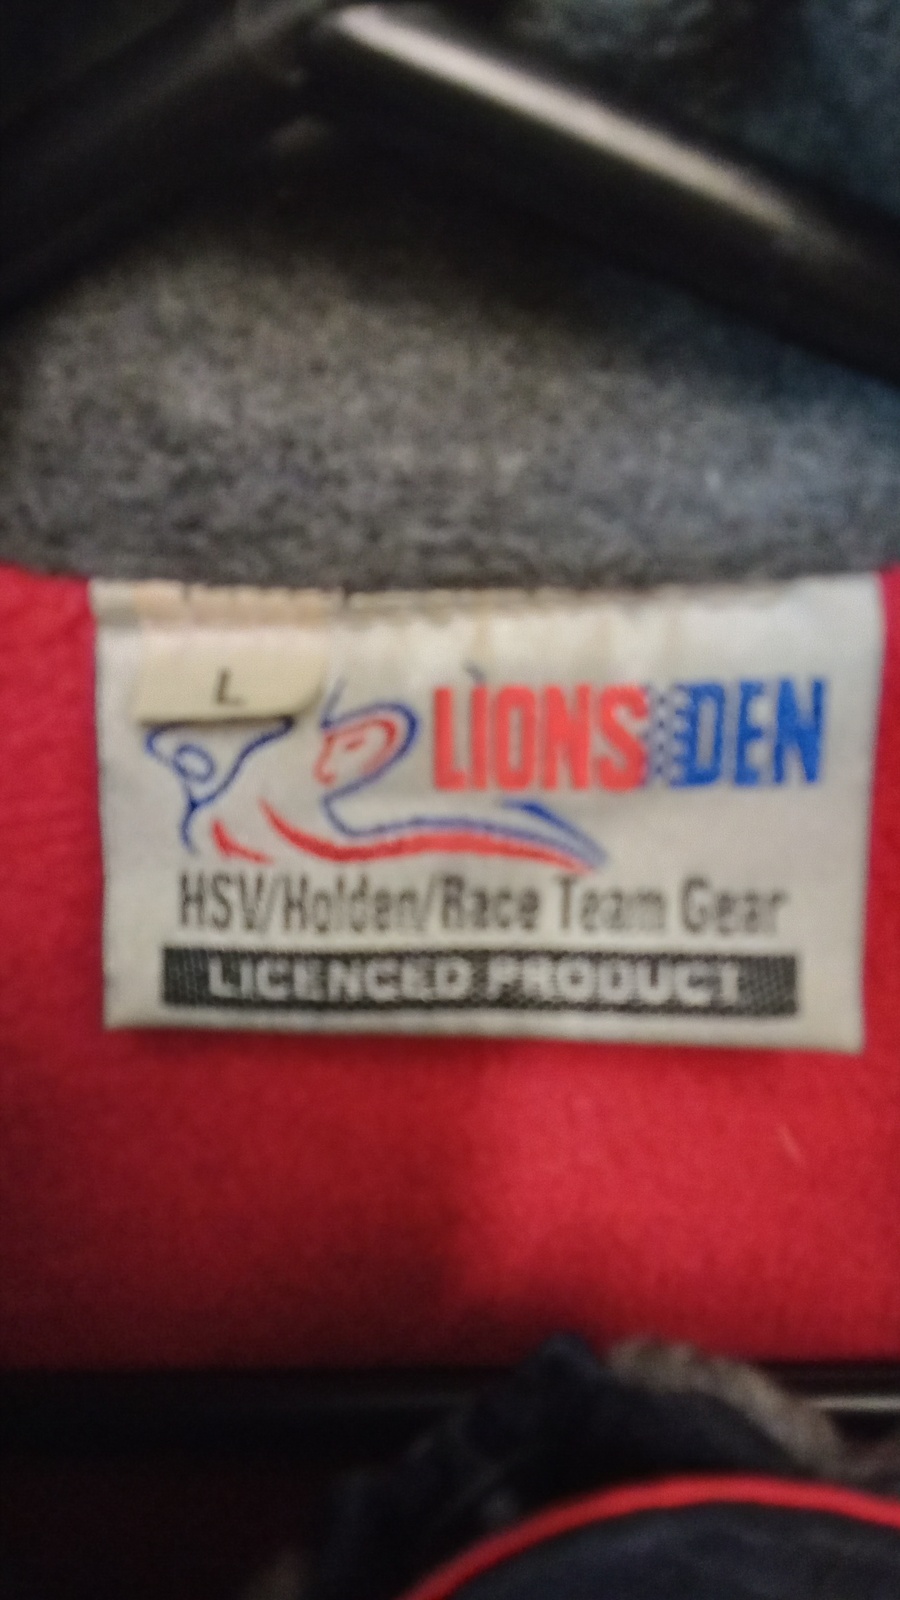 L
LIONS DEN
HSV/Holden/Race Team Gear
LICENCED PRODUCT